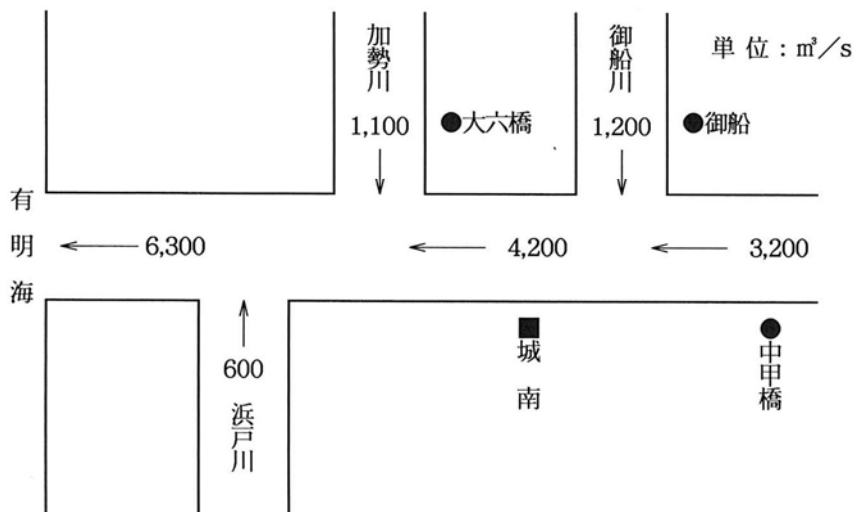 加勢川
御船川
単位：㎥／s
1,100
●大六橋
1,200
●御船
有明海
6,300
4,200
3,200
600
浜戸川
■
城南
●
中甲橋